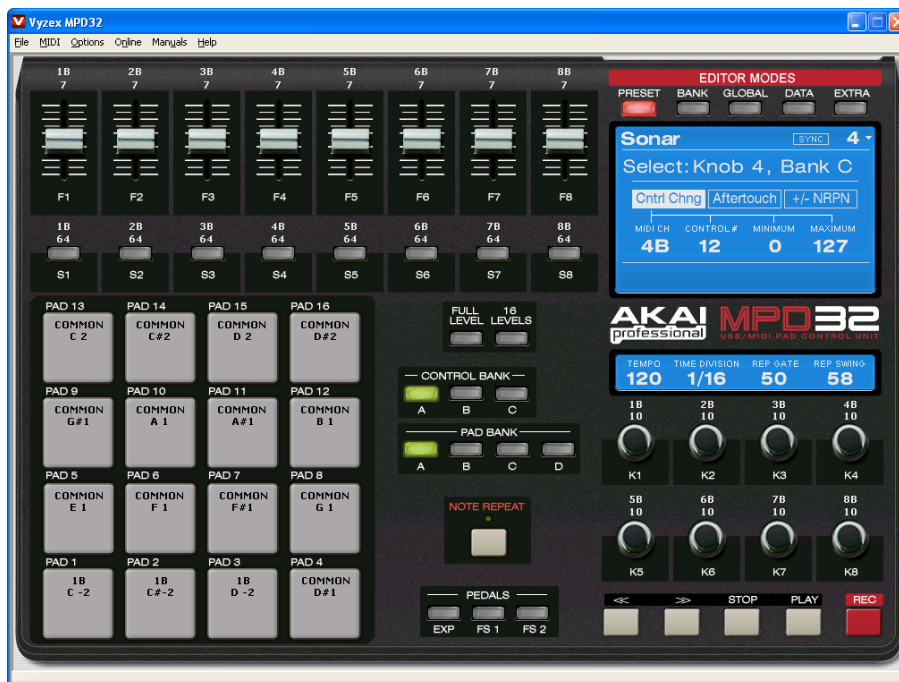 Vyzex MPD32
File MIDI Options Online Manuals Help
1B 2B 3B 4B 5B 6B 7B 8B
7 7 7 7 7 7 7 7
F1 F2 F3 F4 F5 F6 F7 F8
1B 2B 3B 4B 5B 6B 7B 8B
64 64 64 64 64 64 64 64
S1 S2 S3 S4 S5 S6 S7 S8
EDITOR MODES
PRESET BANK GLOBAL DATA EXTRA
Sonar SYNC 4
Select: Knob 4, Bank C
Cntrl Chng Aftertouch +/- NRPN
MIDI CH CONTROL# MINIMUM MAXIMUM
4B 12 0 127
PAD 13 PAD 14 PAD 15 PAD 16
COMMON COMMON COMMON COMMON
C 2 C#2 D 2 D#2
PAD 9 PAD 10 PAD 11 PAD 12
COMMON COMMON COMMON COMMON
G#1 A 1 A#1 B 1
PAD 5 PAD 6 PAD 7 PAD 8
COMMON COMMON COMMON COMMON
E 1 F 1 F#1 G 1
PAD 1 PAD 2 PAD 3 PAD 4
1B 1B 1B COMMON
C -2 C#-2 D -2 D#1
FULL LEVEL
16 LEVELS
CONTROL BANK
A B C
PAD BANK
A B C D
NOTE REPEAT
PEDALS
EXP FS 1 FS 2
AKAI professional
MPD32
USB/MIDI PAD CONTROL UNIT
TEMPO TIME DIVISION REP GATE REP SWING
120 1/16 50 58
1B 2B 3B 4B
10 10 10 10
K1 K2 K3 K4
5B 6B 7B 8B
10 10 10 10
K5 K6 K7 K8
<< >> STOP PLAY REC